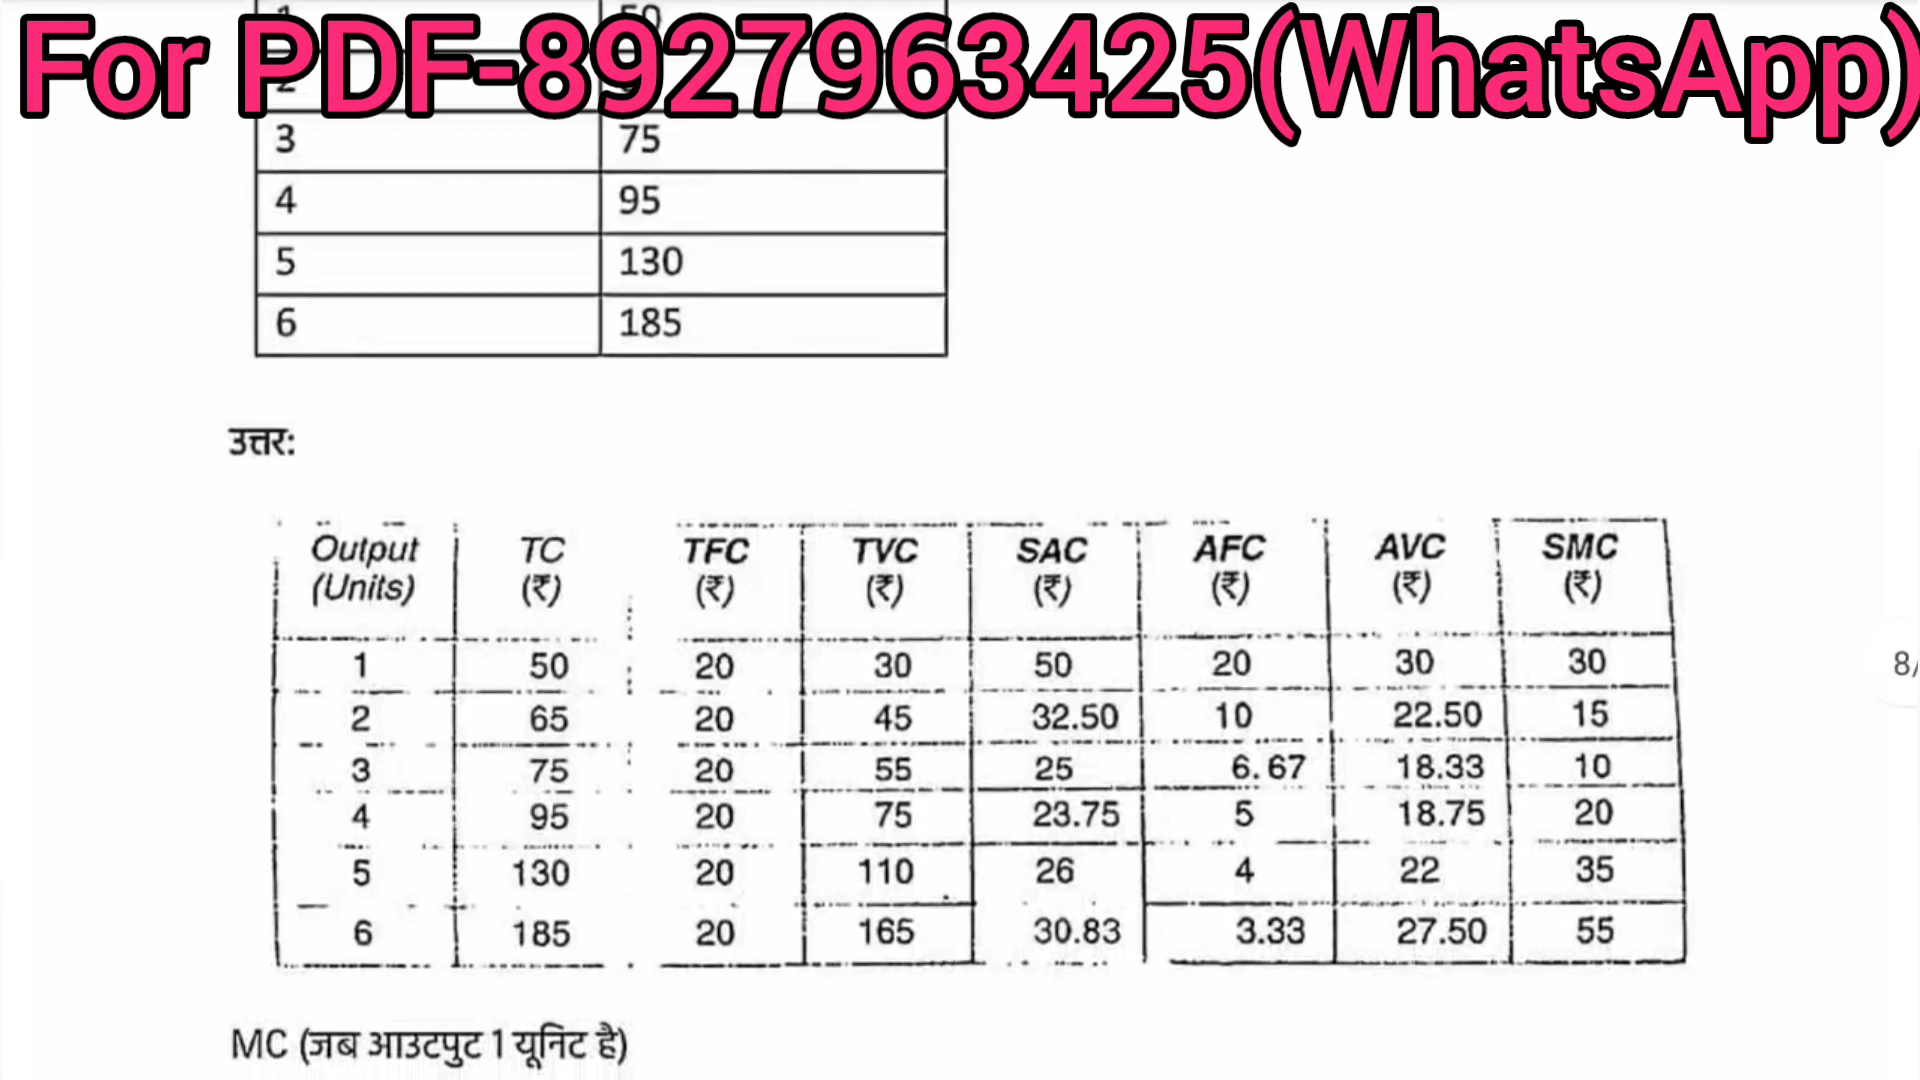 For PDF-8927963425(WhatsApp)
3 75
4 95
5 130
6 185
उत्तर:
Output (Units) TC (₹) TFC (₹) TVC (₹) SAC (₹) AFC (₹) AVC (₹) SMC (₹)
1 50 20 30 50 20 30 30
2 65 20 45 32.50 10 22.50 15
3 75 20 55 25 6.67 18.33 10
4 95 20 75 23.75 5 18.75 20
5 130 20 110 26 4 22 35
6 185 20 165 30.83 3.33 27.50 55
8/
MC (जब आउटपुट 1 यूनिट है)